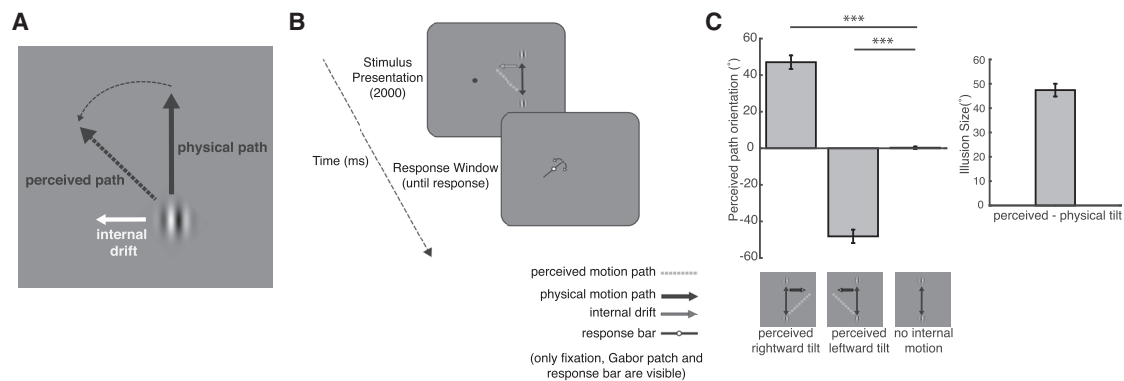 A
physical path
perceived path
internal
drift
B
Stimulus
Presentation
(2000)
Time (ms)
Response Window
(until response)
perceived motion path
physical motion path
internal drift
response bar
(only fixation, Gabor patch and
response bar are visible)
C
***
***
Perceived path orientation (°)
60
40
20
0
-20
-40
-60
perceived
rightward tilt
perceived
leftward tilt
no internal
motion
Illusion Size(°)
60
50
40
30
20
10
0
perceived - physical tilt